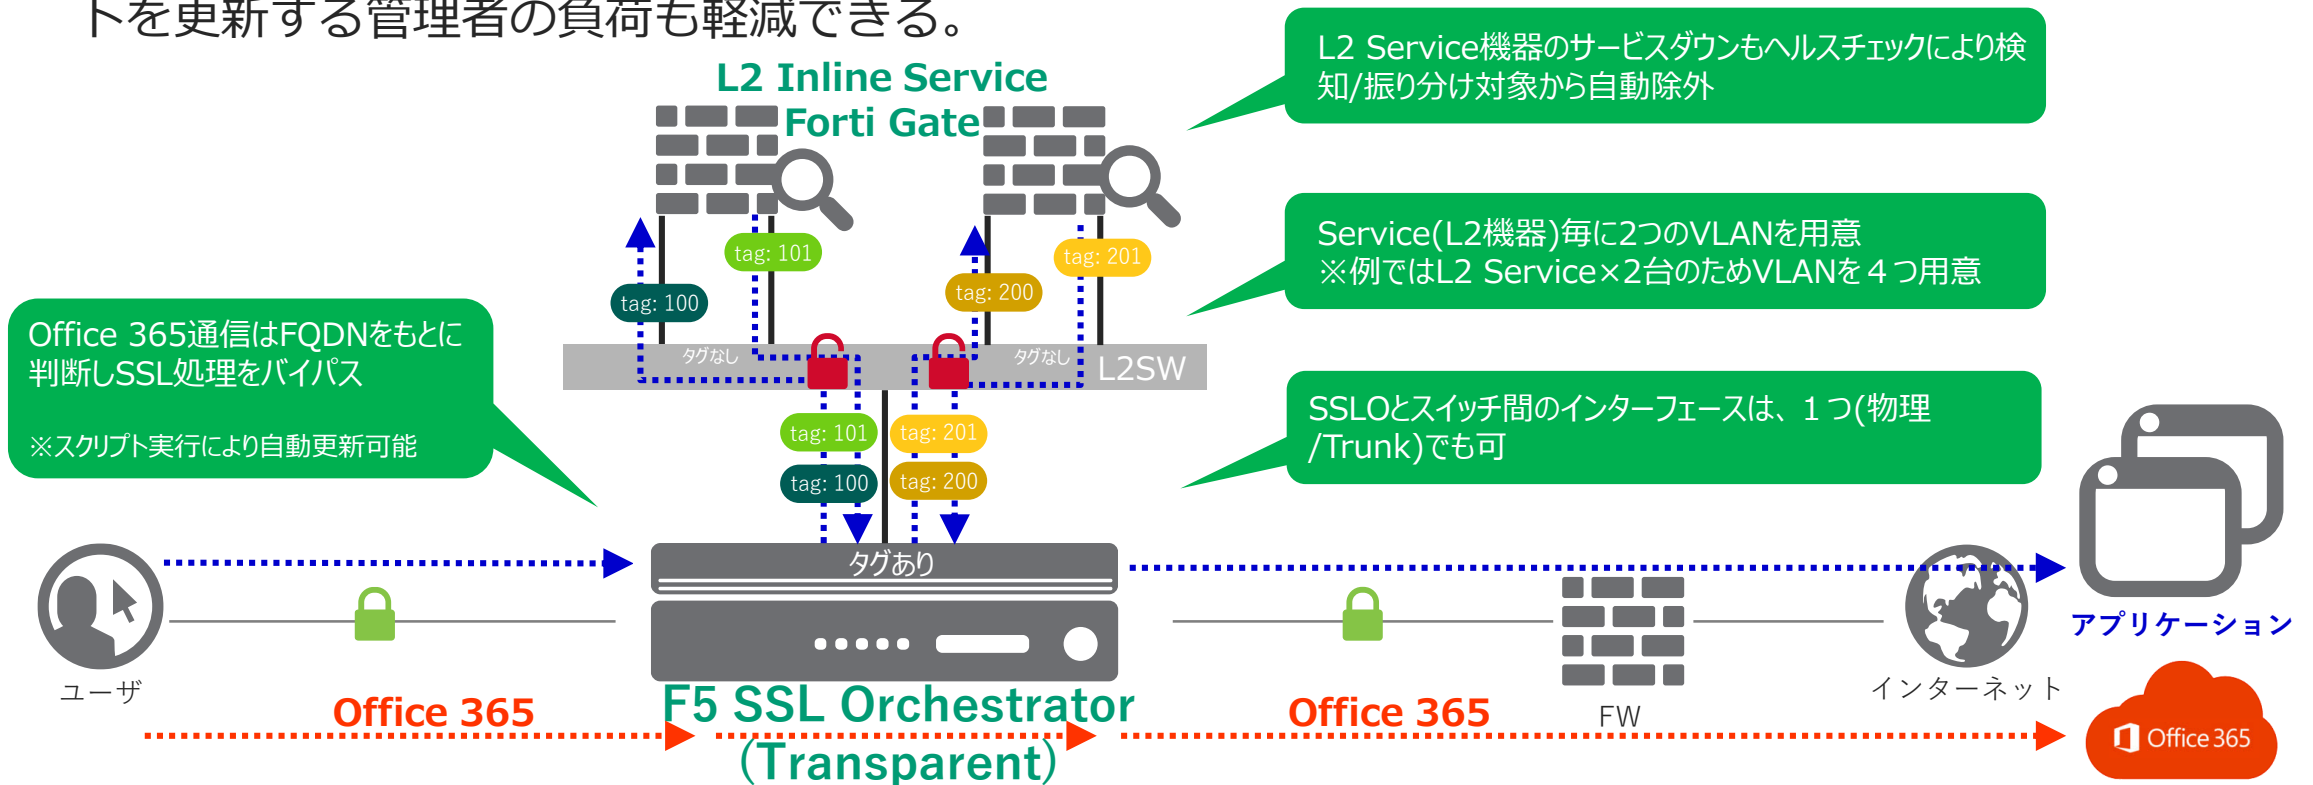 トを更新する管理者の負荷も軽減できる。
L2 Inline Service
Forti Gate
L2 Service機器のサービスダウンもヘルスチェックにより検
知/振り分け対象から自動除外
tag: 101
tag: 100
tag: 201
tag: 200
Service(L2機器)毎に2つのVLANを用意
※例ではL2 Service×2台のためVLANを４つ用意
Office 365通信はFQDNをもとに
判断しSSL処理をバイパス
※スクリプト実行により自動更新可能
タグなし
タグなし
L2SW
SSLOとスイッチ間のインターフェースは、１つ(物理
/Trunk)でも可
tag: 101
tag: 201
tag: 100
tag: 200
タグあり
アプリケーション
ユーザ
Office 365
F5 SSL Orchestrator
(Transparent)
Office 365
FW
インターネット
Office 365